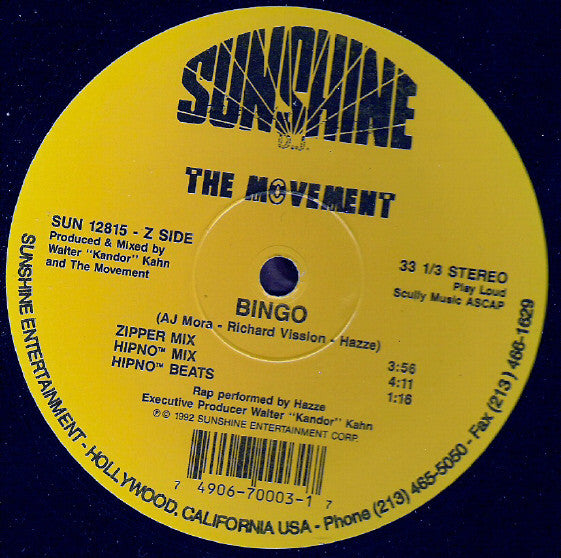 SUNSHINE
U.S.
THE MOVEMENT
SUN 12815 - Z SIDE
Produced & Mixed by
Walter "Kandor" Kahn
and The Movement
33 1/3 STEREO
Play Loud
Scully Music ASCAP
BINGO
(AJ Mora - Richard Vission - Hazze)
ZIPPER MIX 3:56
HIPNO™ MIX 4:11
HIPNO™ BEATS 1:16
Rap performed by Hazze
Executive Producer Walter "Kandor" Kahn
℗ © 1992 SUNSHINE ENTERTAINMENT CORP.
7 4906-70003-1 7
SUNSHINE ENTERTAINMENT - HOLLYWOOD, CALIFORNIA USA - Phone (213) 465-5050 - Fax (213) 466-1629